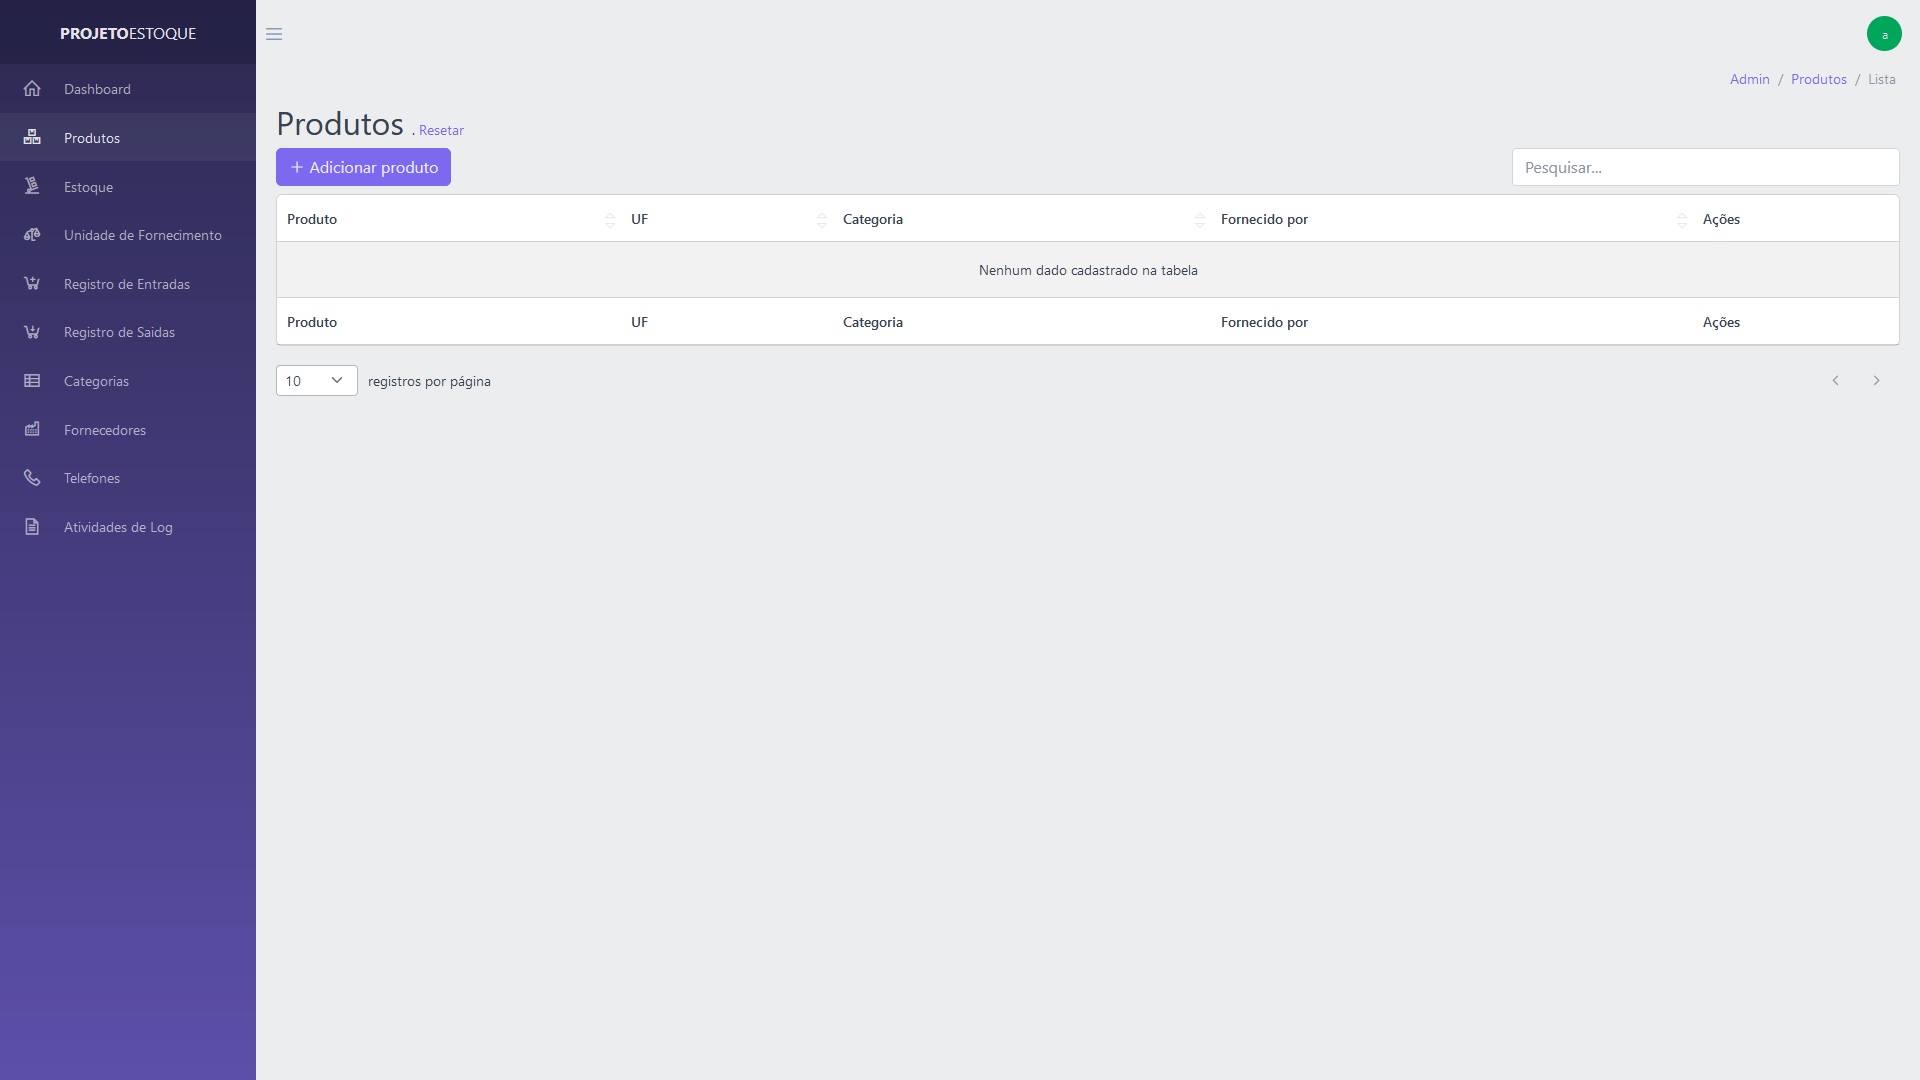 PROJETOESTOQUE
a
Dashboard
Produtos
Estoque
Unidade de Fornecimento
Registro de Entradas
Registro de Saidas
Categorias
Fornecedores
Telefones
Atividades de Log
Admin / Produtos / Lista
Produtos . Resetar
+ Adicionar produto
Pesquisar...
Produto UF Categoria Fornecido por Ações
Nenhum dado cadastrado na tabela
Produto UF Categoria Fornecido por Ações
10 registros por página